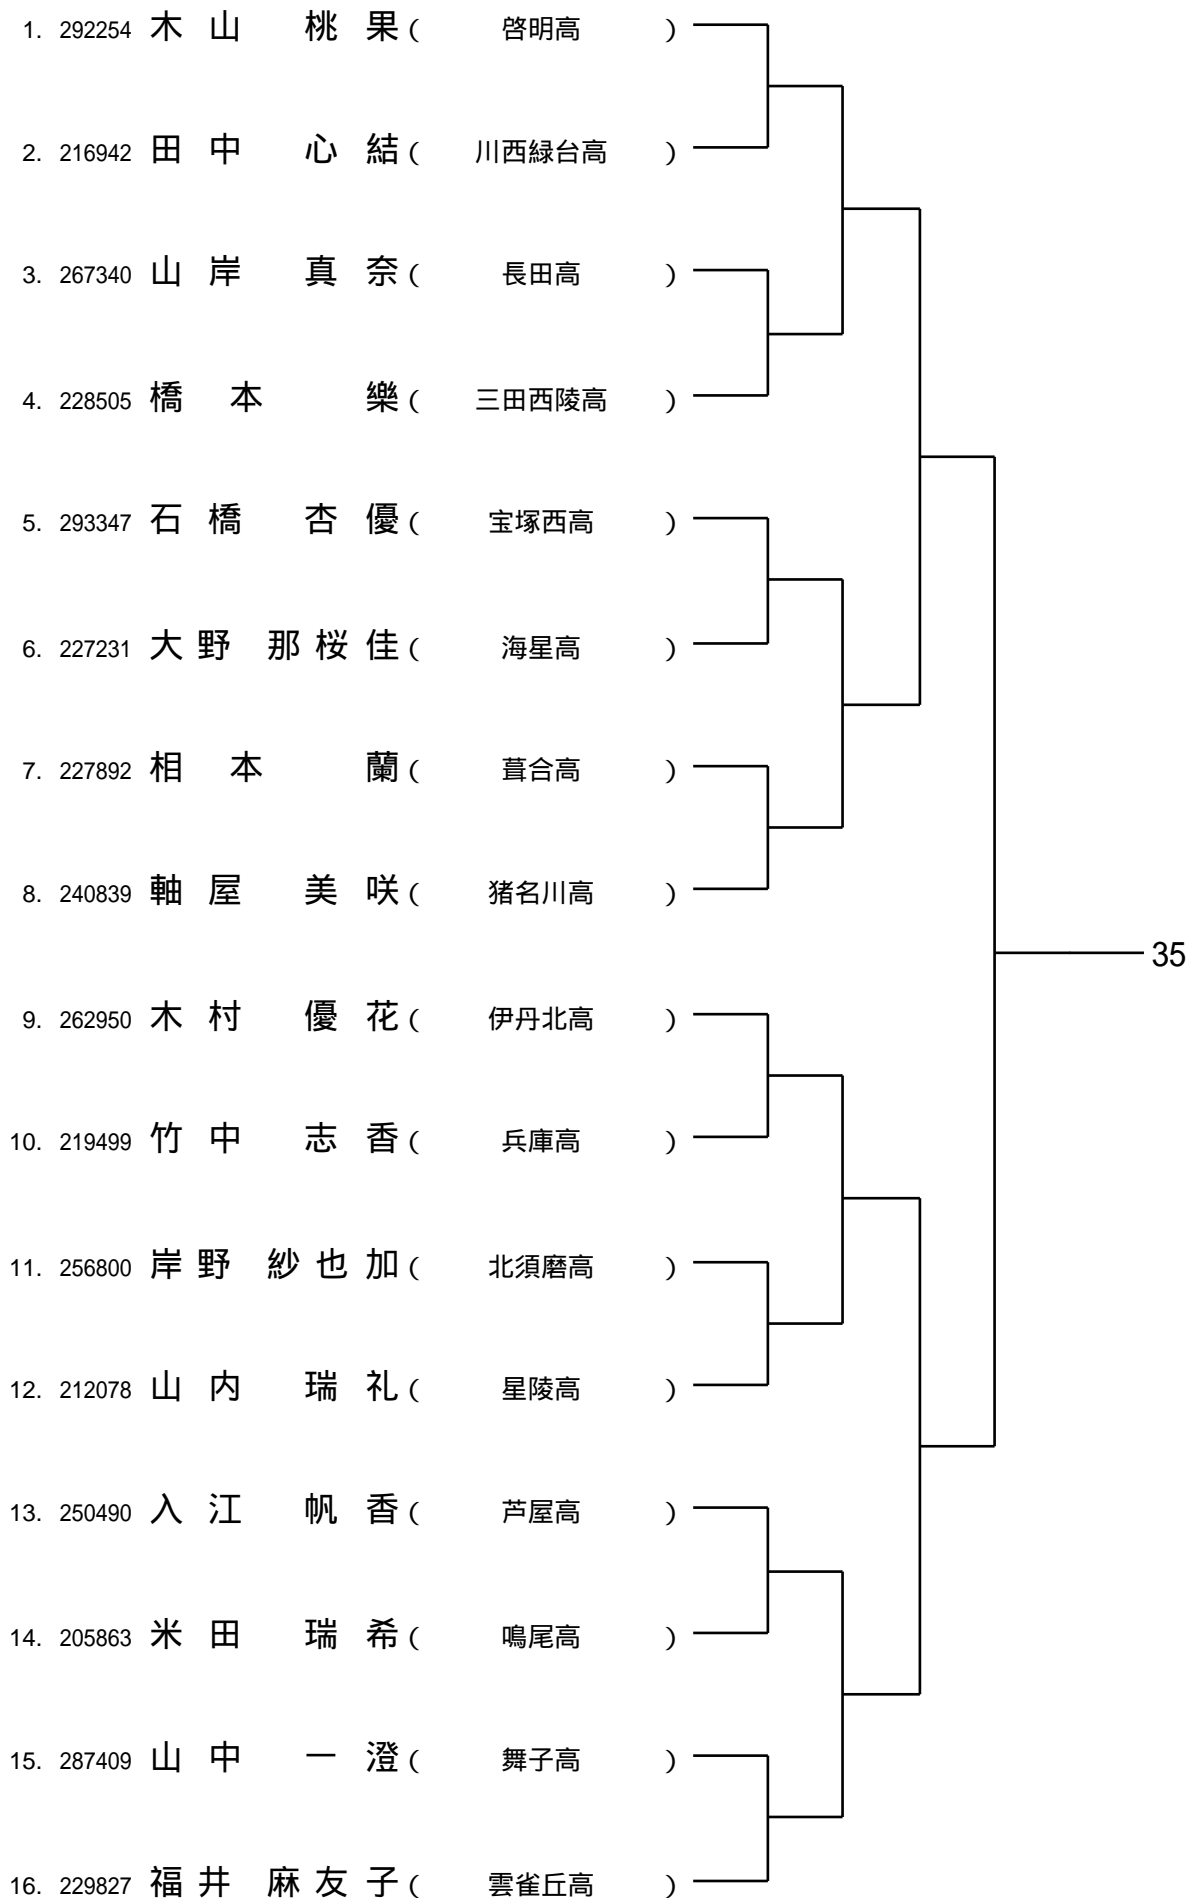 1. 292254 木山 桃果 ( 啓明高 )
2. 216942 田中 心結 ( 川西緑台高 )
3. 267340 山岸 真奈 ( 長田高 )
4. 228505 橋本 樂 ( 三田西陵高 )
5. 293347 石橋 杏優 ( 宝塚西高 )
6. 227231 大野 那桜佳 ( 海星高 )
7. 227892 相本 蘭 ( 葺合高 )
8. 240839 軸屋 美咲 ( 猪名川高 )
35
9. 262950 木村 優花 ( 伊丹北高 )
10. 219499 竹中 志香 ( 兵庫高 )
11. 256800 岸野 紗也加 ( 北須磨高 )
12. 212078 山内 瑞礼 ( 星陵高 )
13. 250490 入江 帆香 ( 芦屋高 )
14. 205863 米田 瑞希 ( 鳴尾高 )
15. 287409 山中 一澄 ( 舞子高 )
16. 229827 福井 麻友子 ( 雲雀丘高 )